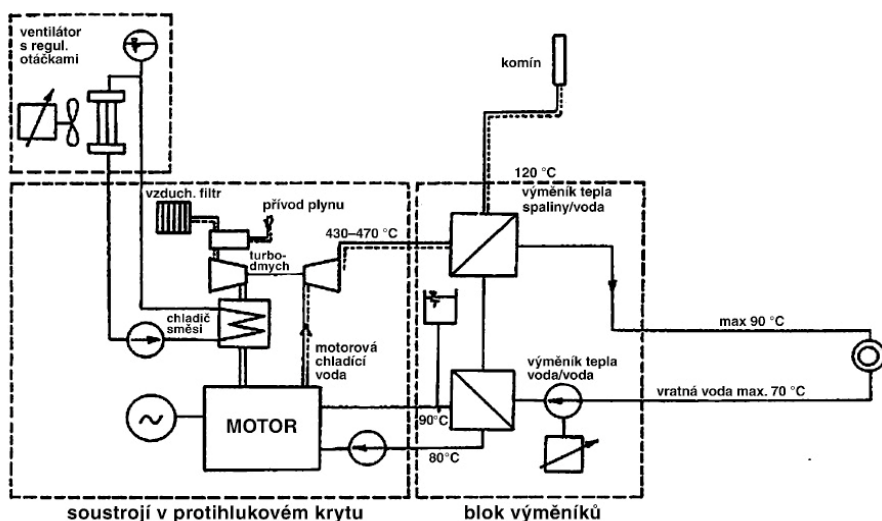 ventilátor
s regul.
otáčkami
komín
120 °C
výměník tepla
spaliny/voda
vzduch. filtr
přívod plynu
430–470 °C
turbo-
dmych
chladič
směsi
motorová
chladící
voda
max 90 °C
výměník tepla
voda/voda
vratná voda max. 70 °C
MOTOR
90°C
80°C
soustrojí v protihlukovém krytu
blok výměníků